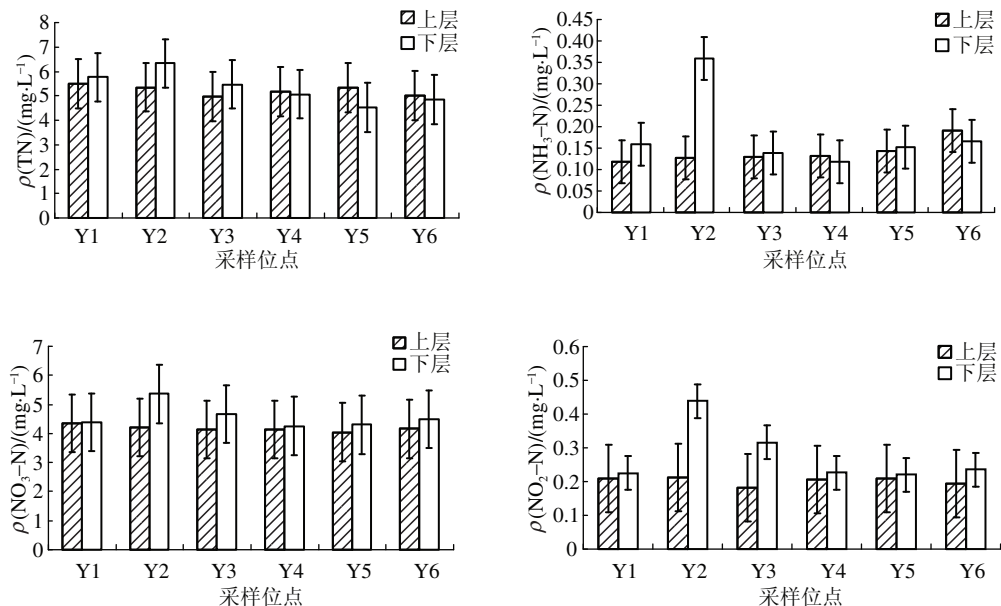 ρ(TN)/(mg·L⁻¹)
8
7
6
5
4
3
2
1
0
上层
下层
Y1 Y2 Y3 Y4 Y5 Y6
采样位点
ρ(NH₃–N)/(mg·L⁻¹)
0.45
0.40
0.35
0.30
0.25
0.20
0.15
0.10
0.05
0
上层
下层
Y1 Y2 Y3 Y4 Y5 Y6
采样位点
ρ(NO₃–N)/(mg·L⁻¹)
7
6
5
4
3
2
1
0
上层
下层
Y1 Y2 Y3 Y4 Y5 Y6
采样位点
ρ(NO₂–N)/(mg·L⁻¹)
0.6
0.5
0.4
0.3
0.2
0.1
0
上层
下层
Y1 Y2 Y3 Y4 Y5 Y6
采样位点